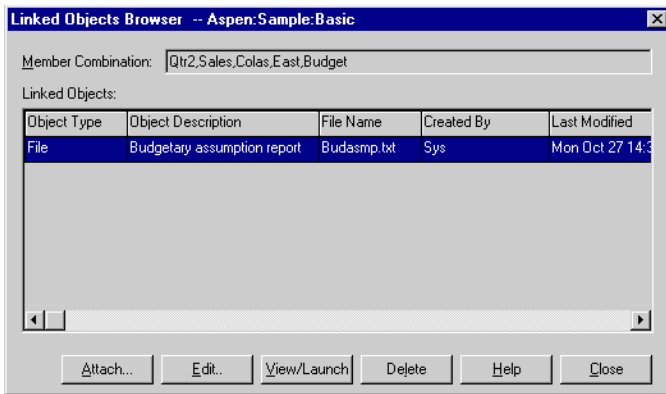 Linked Objects Browser -- Aspen:Sample:Basic
Member Combination: Qtr2,Sales,Colas,East,Budget
Linked Objects:
Object Type Object Description File Name Created By Last Modified
File Budgetary assumption report Budasmp.txt Sys Mon Oct 27 14:3
Attach... Edit.. View/Launch Delete Help Close